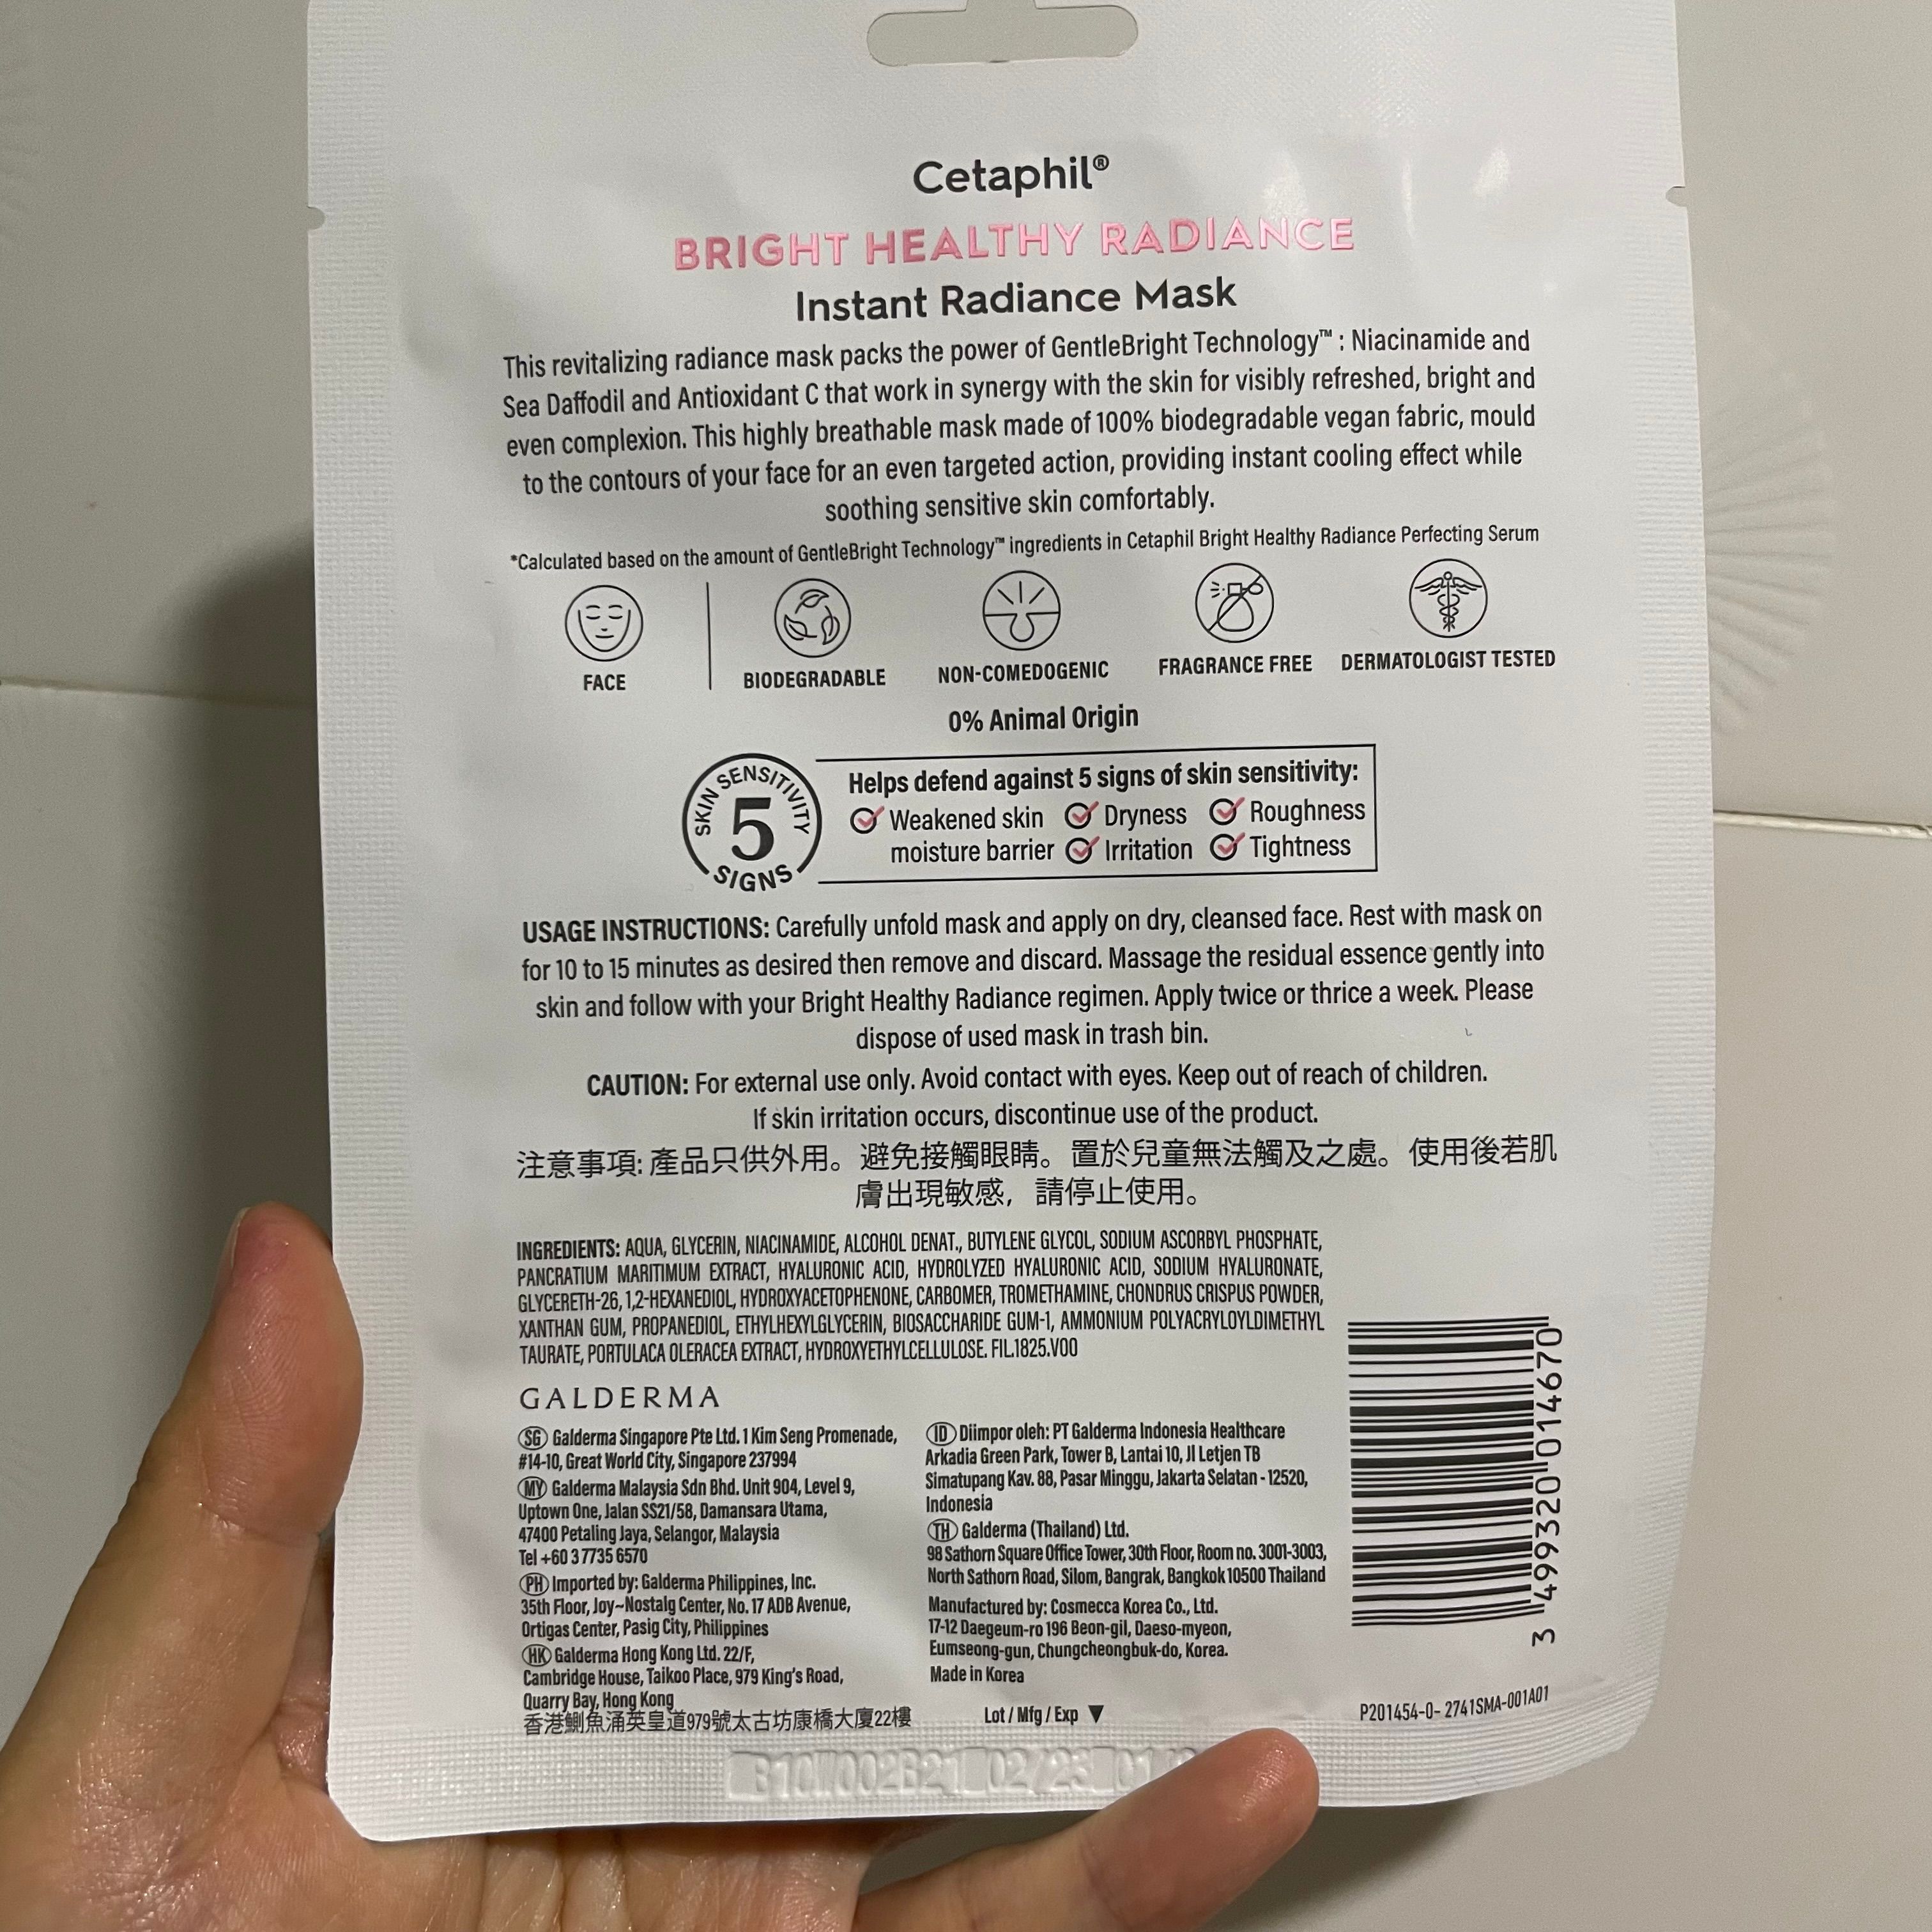 Cetaphil®
BRIGHT HEALTHY RADIANCE
Instant Radiance Mask
This revitalizing radiance mask packs the power of GentleBright Technology™ : Niacinamide and
Sea Daffodil and Antioxidant C that work in synergy with the skin for visibly refreshed, bright and
even complexion. This highly breathable mask made of 100% biodegradable vegan fabric, mould
to the contours of your face for an even targeted action, providing instant cooling effect while
soothing sensitive skin comfortably.
*Calculated based on the amount of GentleBright Technology™ ingredients in Cetaphil Bright Healthy Radiance Perfecting Serum
FACE
BIODEGRADABLE
NON-COMEDOGENIC
FRAGRANCE FREE
DERMATOLOGIST TESTED
0% Animal Origin
SKIN SENSITIVITY
5
SIGNS
Helps defend against 5 signs of skin sensitivity:
Weakened skin Dryness Roughness
moisture barrier Irritation Tightness
USAGE INSTRUCTIONS: Carefully unfold mask and apply on dry, cleansed face. Rest with mask on
for 10 to 15 minutes as desired then remove and discard. Massage the residual essence gently into
skin and follow with your Bright Healthy Radiance regimen. Apply twice or thrice a week. Please
dispose of used mask in trash bin.
CAUTION: For external use only. Avoid contact with eyes. Keep out of reach of children.
If skin irritation occurs, discontinue use of the product.
注意事項: 產品只供外用。避免接觸眼睛。置於兒童無法觸及之處。使用後若肌
膚出現敏感，請停止使用。
INGREDIENTS: AQUA, GLYCERIN, NIACINAMIDE, ALCOHOL DENAT., BUTYLENE GLYCOL, SODIUM ASCORBYL PHOSPHATE,
PANCRATIUM MARITIMUM EXTRACT, HYALURONIC ACID, HYDROLYZED HYALURONIC ACID, SODIUM HYALURONATE,
GLYCERETH-26, 1,2-HEXANEDIOL, HYDROXYACETOPHENONE, CARBOMER, TROMETHAMINE, CHONDRUS CRISPUS POWDER,
XANTHAN GUM, PROPANEDIOL, ETHYLHEXYLGLYCERIN, BIOSACCHARIDE GUM-1, AMMONIUM POLYACRYLOYLDIMETHYL
TAURATE, PORTULACA OLERACEA EXTRACT, HYDROXYETHYLCELLULOSE. FIL.1825.V00
GALDERMA
SG Galderma Singapore Pte Ltd. 1 Kim Seng Promenade,
#14-10, Great World City, Singapore 237994
MY Galderma Malaysia Sdn Bhd. Unit 904, Level 9,
Uptown One, Jalan SS21/58, Damansara Utama,
47400 Petaling Jaya, Selangor, Malaysia
Tel +60 3 7735 6570
PH Imported by: Galderma Philippines, Inc.
35th Floor, Joy~Nostalg Center, No. 17 ADB Avenue,
Ortigas Center, Pasig City, Philippines
HK Galderma Hong Kong Ltd. 22/F,
Cambridge House, Taikoo Place, 979 King's Road,
Quarry Bay, Hong Kong
香港鰂魚涌英皇道979號太古坊康橋大廈22樓
ID Diimpor oleh: PT Galderma Indonesia Healthcare
Arkadia Green Park, Tower B, Lantai 10, Jl Letjen TB
Simatupang Kav. 88, Pasar Minggu, Jakarta Selatan - 12520,
Indonesia
TH Galderma (Thailand) Ltd.
98 Sathorn Square Office Tower, 30th Floor, Room no. 3001-3003,
North Sathorn Road, Silom, Bangrak, Bangkok 10500 Thailand
Manufactured by: Cosmecca Korea Co., Ltd.
17-12 Daegeum-ro 196 Beon-gil, Daeso-myeon,
Eumseong-gun, Chungcheongbuk-do, Korea.
Made in Korea
Lot / Mfg / Exp ▼
3 499320 014670
P201454-0- 2741SMA-001A01
02/23